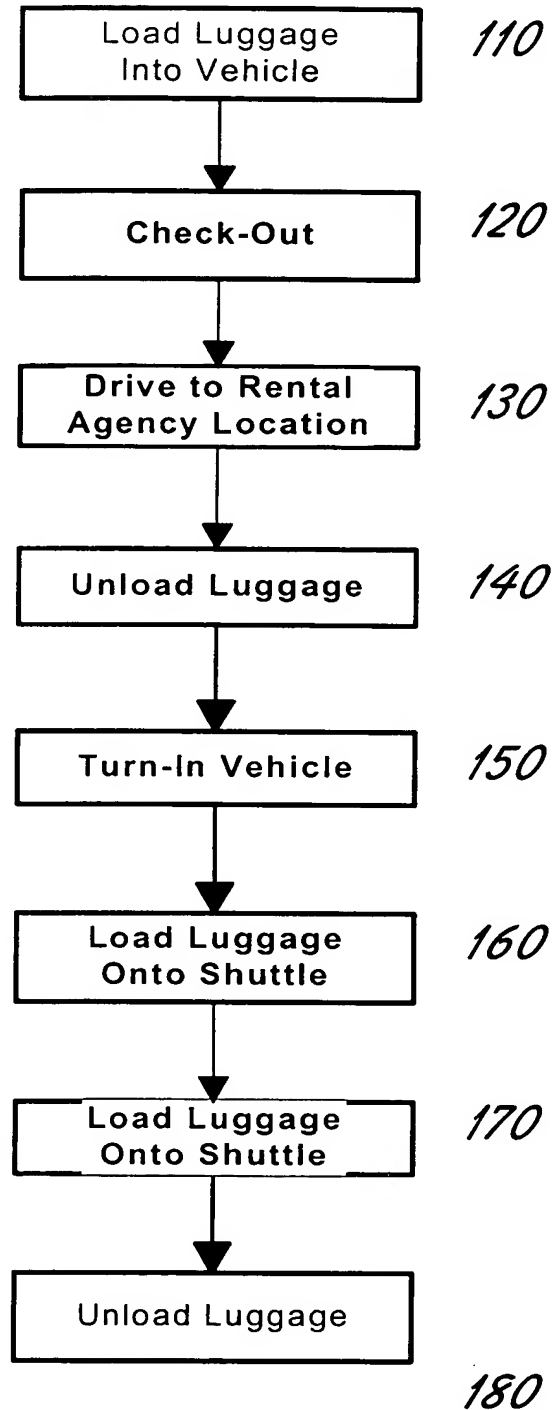 Load Luggage
Into Vehicle
110
Check-Out
120
Drive to Rental
Agency Location
130
Unload Luggage
140
Turn-In Vehicle
150
Load Luggage
Onto Shuttle
160
Load Luggage
Onto Shuttle
170
Unload Luggage
180